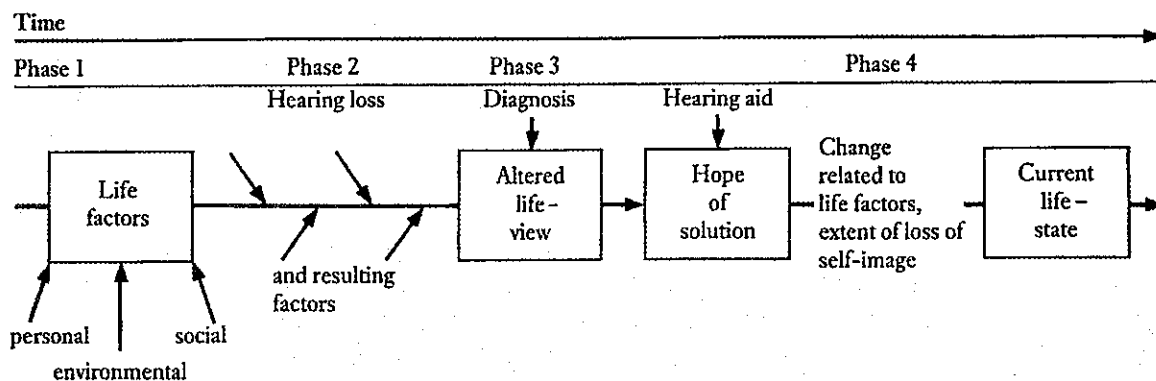 Time
Phase 1 Phase 2 Phase 3 Phase 4
Hearing loss Diagnosis Hearing aid
Life
factors
and resulting
factors
personal
environmental
social
Altered
life-
view
Hope
of
solution
Change
related to
life factors,
extent of loss of
self-image
Current
life-
state